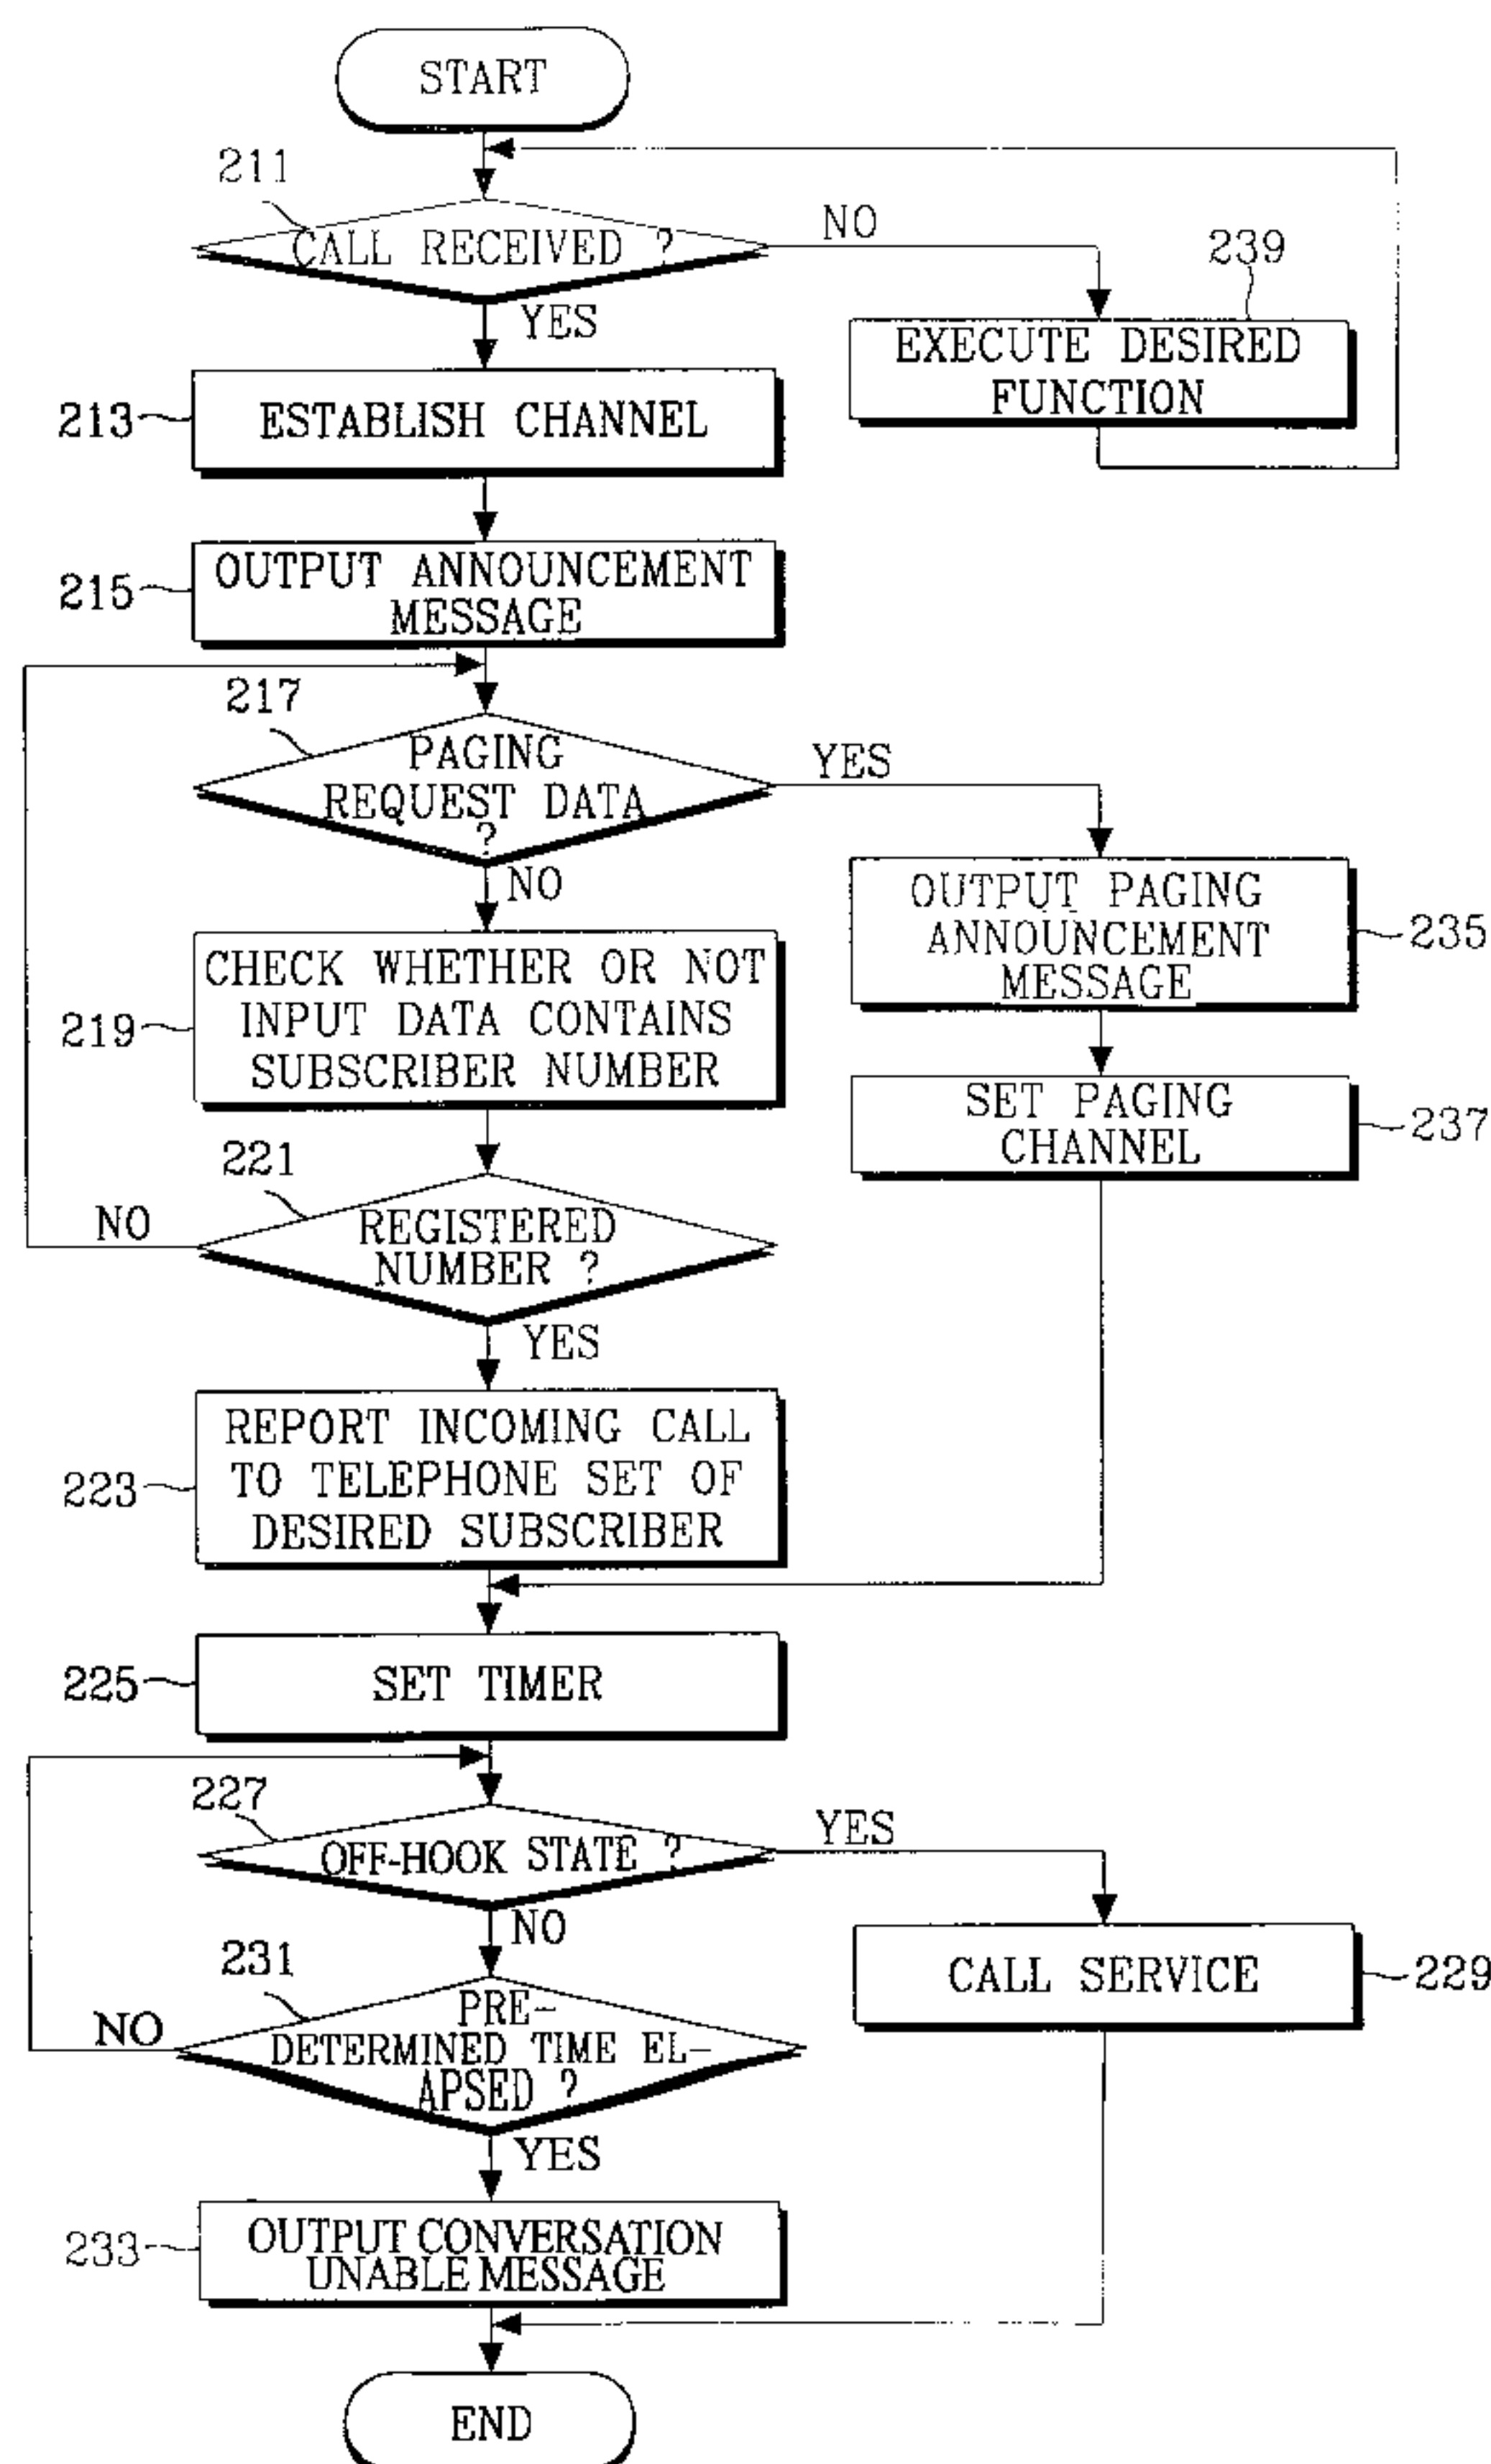 START
211
CALL RECEIVED ?
NO
239
YES
EXECUTE DESIRED
FUNCTION
213
ESTABLISH CHANNEL
215
OUTPUT ANNOUNCEMENT
MESSAGE
217
PAGING
REQUEST DATA
?
YES
NO
OUTPUT PAGING
ANNOUNCEMENT
MESSAGE
235
219
CHECK WHETHER OR NOT
INPUT DATA CONTAINS
SUBSCRIBER NUMBER
SET PAGING
CHANNEL
237
221
NO
REGISTERED
NUMBER ?
YES
223
REPORT INCOMING CALL
TO TELEPHONE SET OF
DESIRED SUBSCRIBER
225
SET TIMER
227
OFF-HOOK STATE ?
YES
NO
CALL SERVICE
229
231
NO
PRE-
DETERMINED TIME EL-
APSED ?
YES
233
OUTPUT CONVERSATION
UNABLE MESSAGE
END